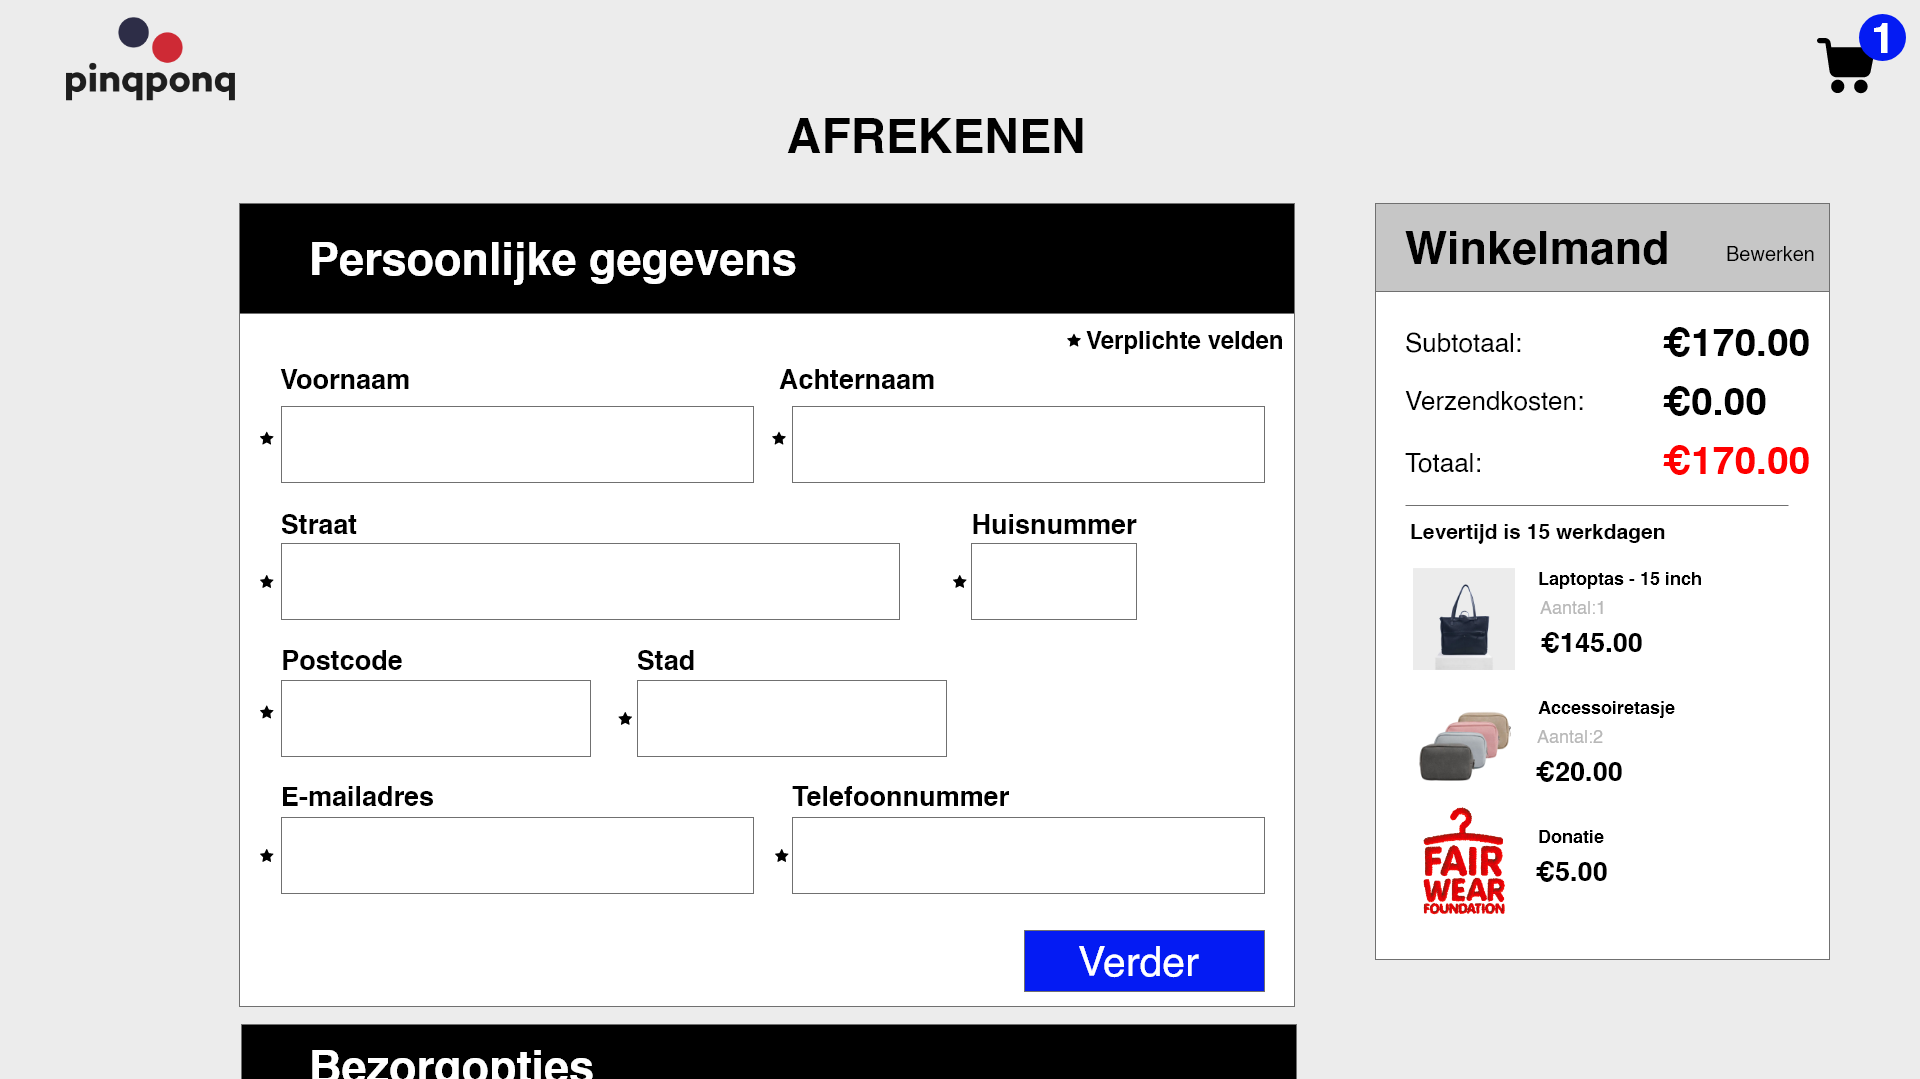 pinqponq
1
AFREKENEN
Persoonlijke gegevens
★ Verplichte velden
Voornaam
Achternaam
★
★
Straat
Huisnummer
★
★
Postcode
Stad
★
★
E-mailadres
Telefoonnummer
★
★
Verder
Bezorgopties
Winkelmand
Bewerken
Subtotaal: €170.00
Verzendkosten: €0.00
Totaal: €170.00
Levertijd is 15 werkdagen
Laptoptas - 15 inch
Aantal:1
€145.00
Accessoiretasje
Aantal:2
€20.00
FAIR
WEAR
FOUNDATION
Donatie
€5.00